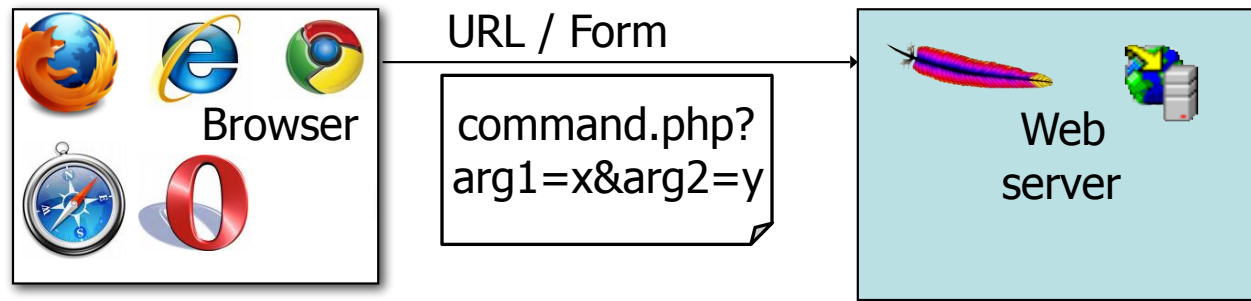 Browser
URL / Form
command.php?
arg1=x&arg2=y
Web
server